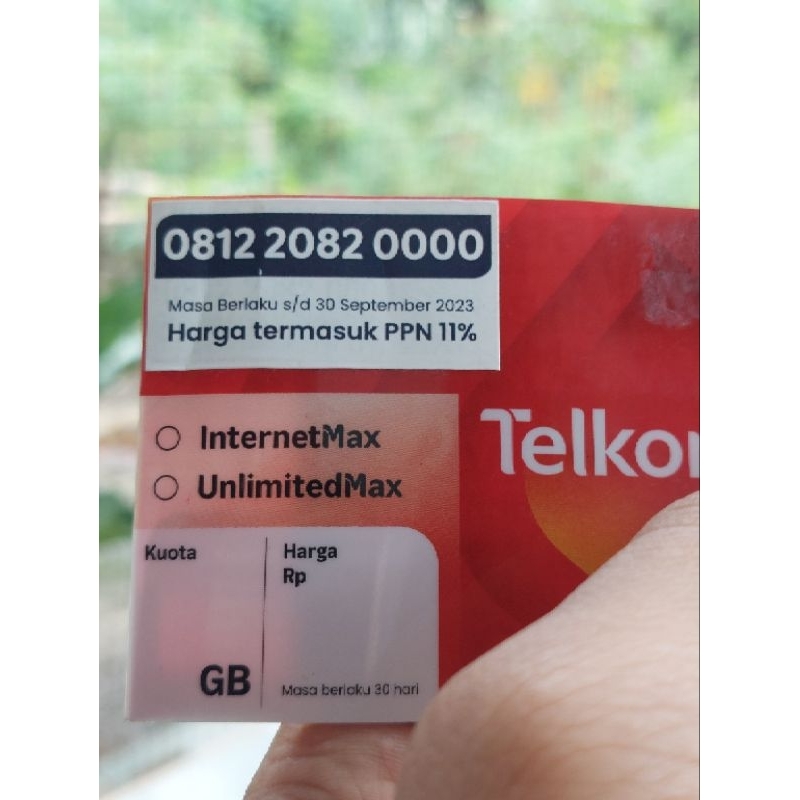 0812 2082 0000
Masa Berlaku s/d 30 September 2023
Harga termasuk PPN 11%
InternetMax
Telko
UnlimitedMax
Kuota
Harga
Rp
GB
Masa berlaku 30 hari